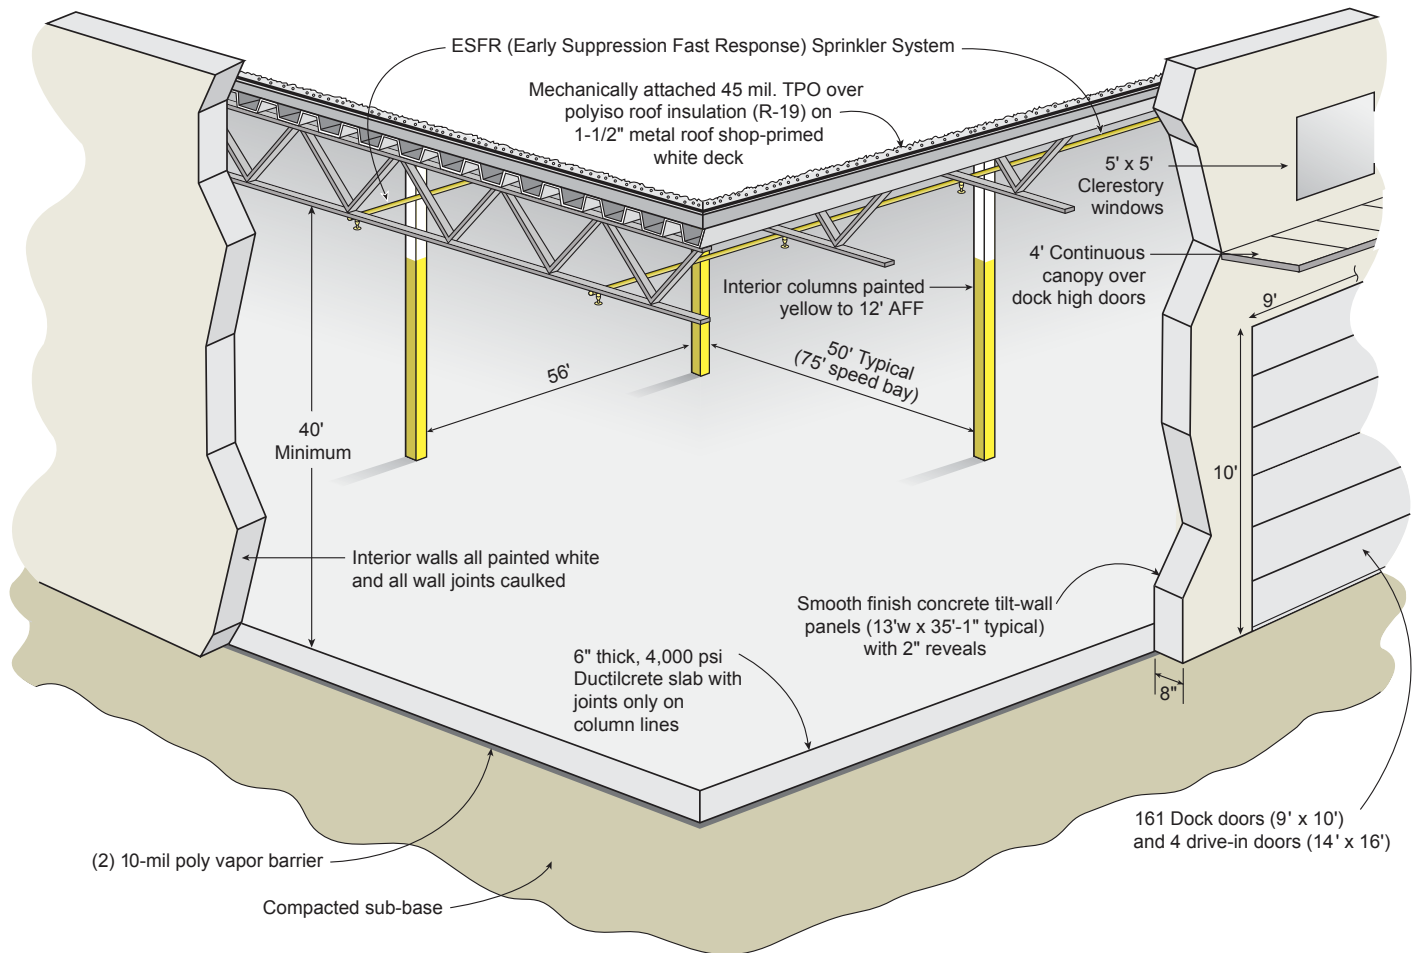 ESFR (Early Suppression Fast Response) Sprinkler System
Mechanically attached 45 mil. TPO over
polyiso roof insulation (R-19) on
1-1/2" metal roof shop-primed
white deck
5' x 5'
Clerestory
windows
4' Continuous
canopy over
dock high doors
9'
Interior columns painted
yellow to 12' AFF
56'
50' Typical
(75' speed bay)
40'
Minimum
10'
Interior walls all painted white
and all wall joints caulked
Smooth finish concrete tilt-wall
panels (13'w x 35'-1" typical)
with 2" reveals
6" thick, 4,000 psi
Ductilcrete slab with
joints only on
column lines
8"
161 Dock doors (9' x 10')
and 4 drive-in doors (14' x 16')
(2) 10-mil poly vapor barrier
Compacted sub-base